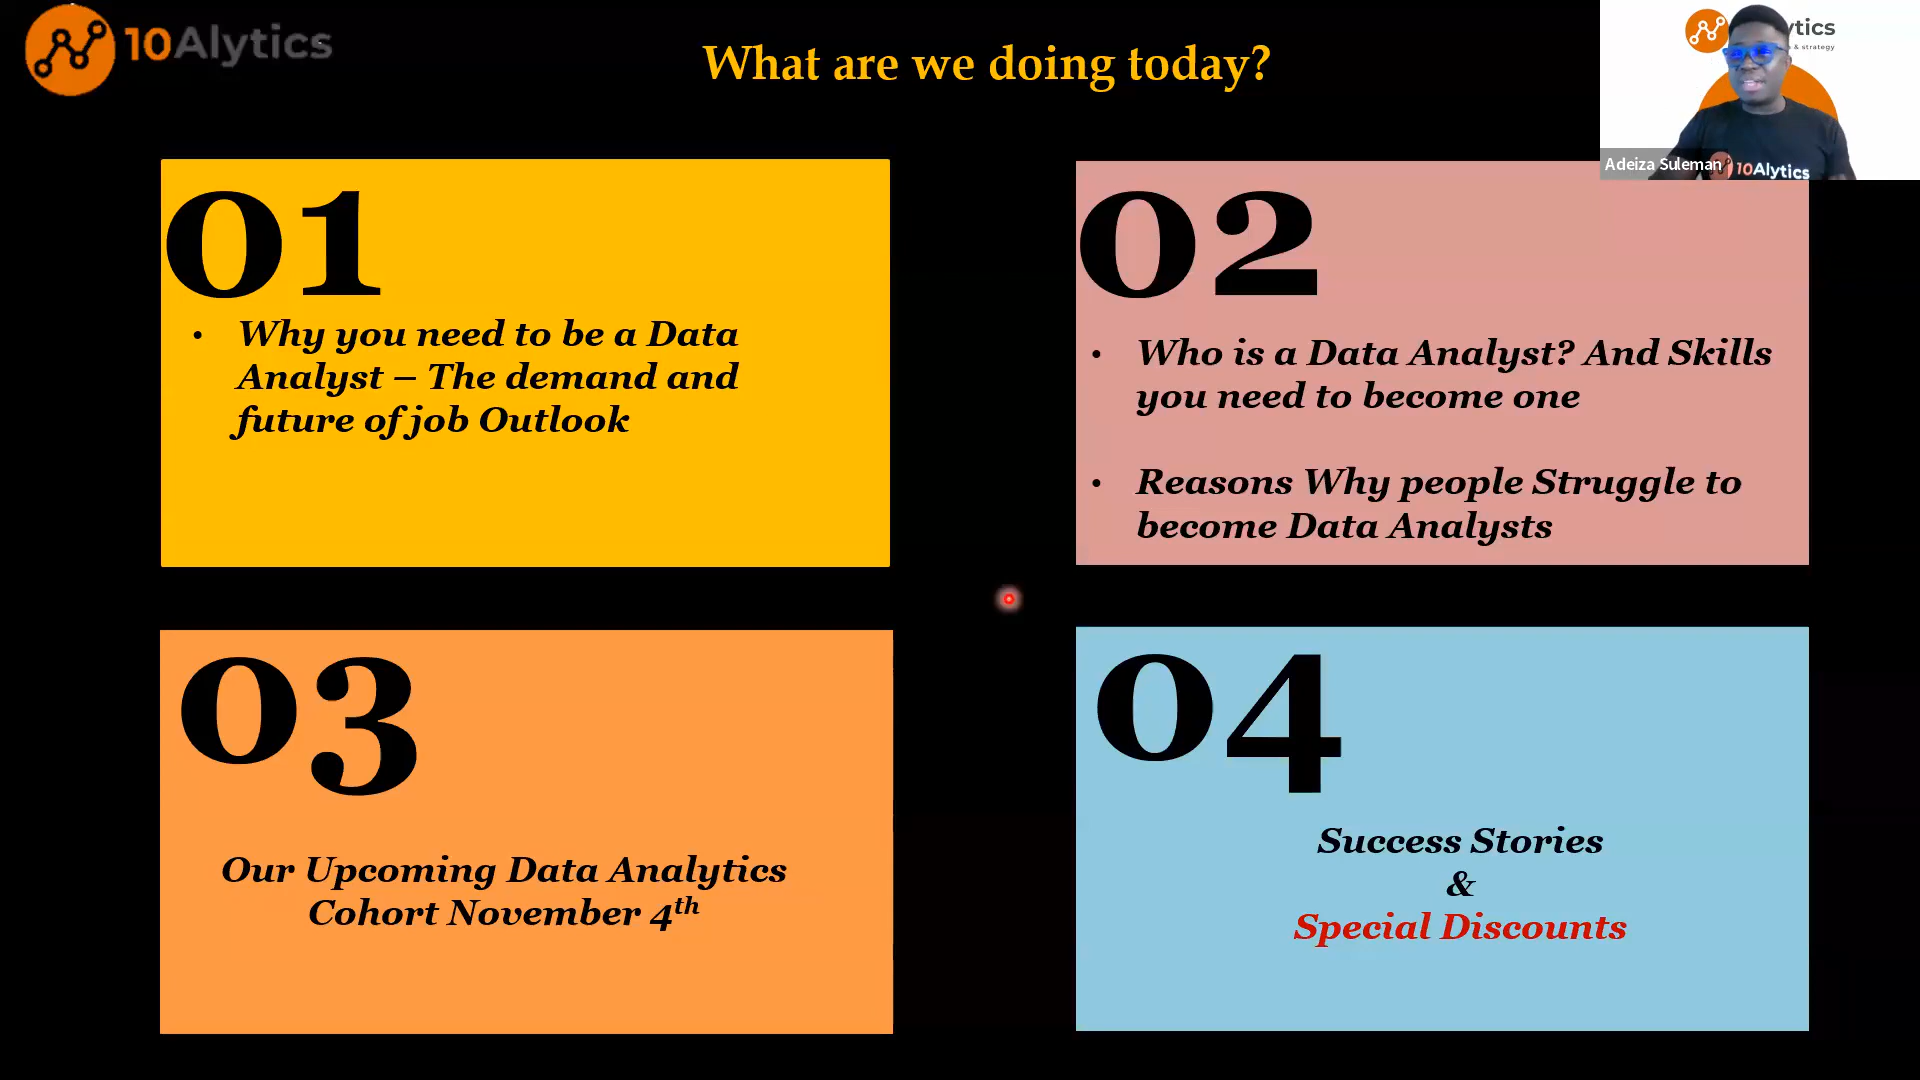 10Alytics
What are we doing today?
ytics
& strategy
Adeiza Suleman
10Alytics
01
• Why you need to be a Data
Analyst – The demand and
future of job Outlook
02
• Who is a Data Analyst? And Skills
you need to become one
• Reasons Why people Struggle to
become Data Analysts
03
Our Upcoming Data Analytics
Cohort November 4th
04
Success Stories
&
Special Discounts